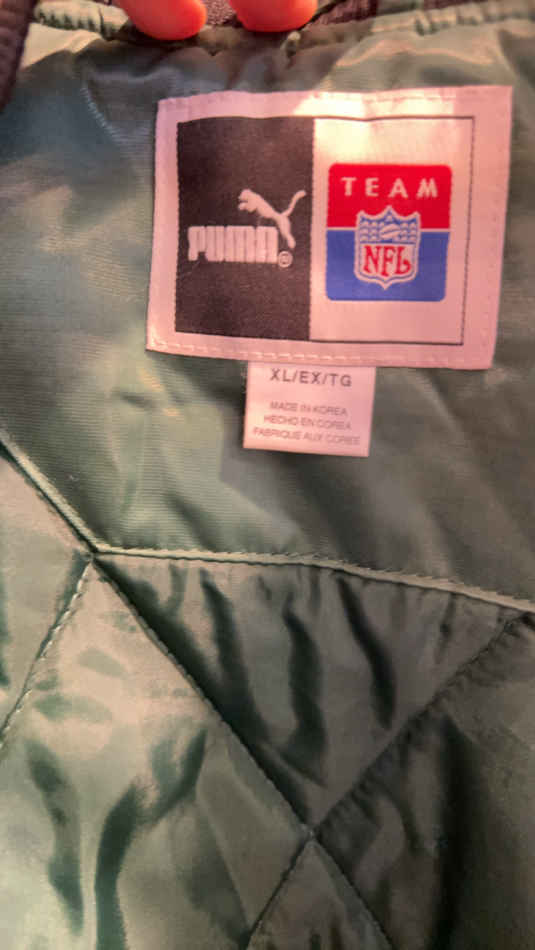 PUMA®
TEAM
NFL
XL/EX/TG
MADE IN KOREA
HECHO EN COREA
FABRIQUE AUX COREE